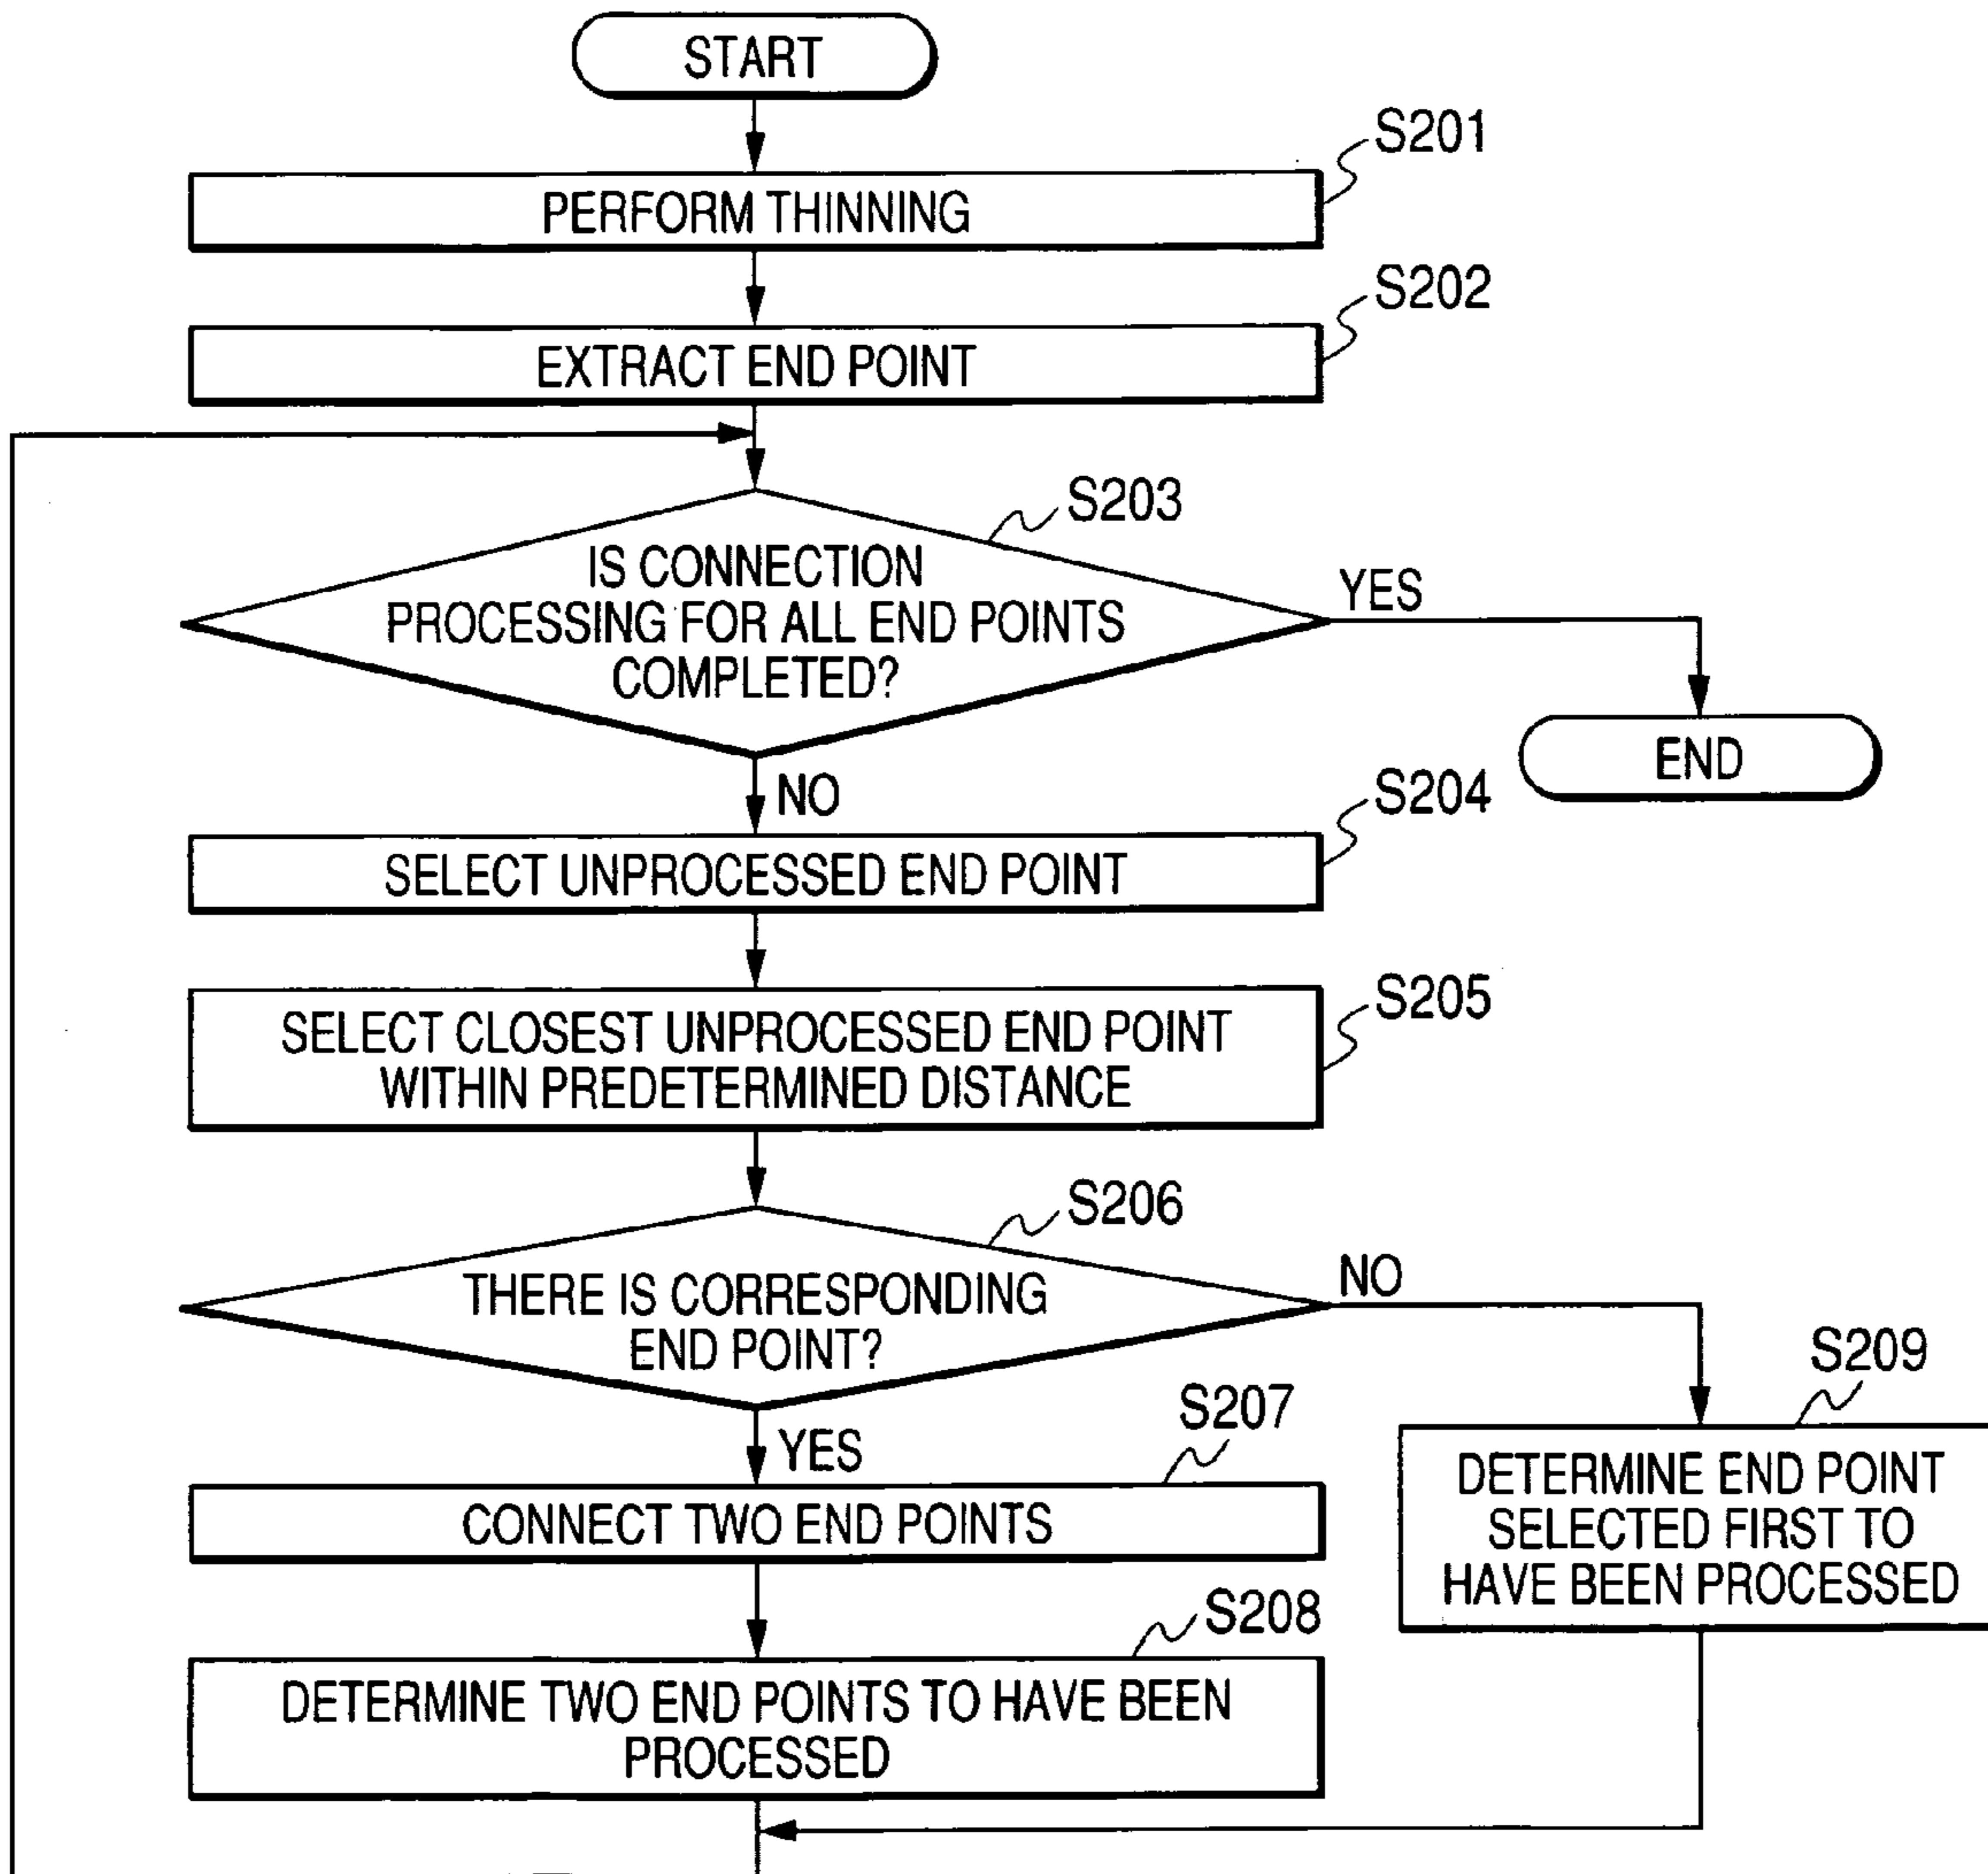 START
S201
PERFORM THINNING
S202
EXTRACT END POINT
S203
IS CONNECTION
PROCESSING FOR ALL END POINTS
COMPLETED?
YES
END
NO
S204
SELECT UNPROCESSED END POINT
S205
SELECT CLOSEST UNPROCESSED END POINT
WITHIN PREDETERMINED DISTANCE
S206
THERE IS CORRESPONDING
END POINT?
NO
S209
DETERMINE END POINT
SELECTED FIRST TO
HAVE BEEN PROCESSED
YES
S207
CONNECT TWO END POINTS
S208
DETERMINE TWO END POINTS TO HAVE BEEN
PROCESSED